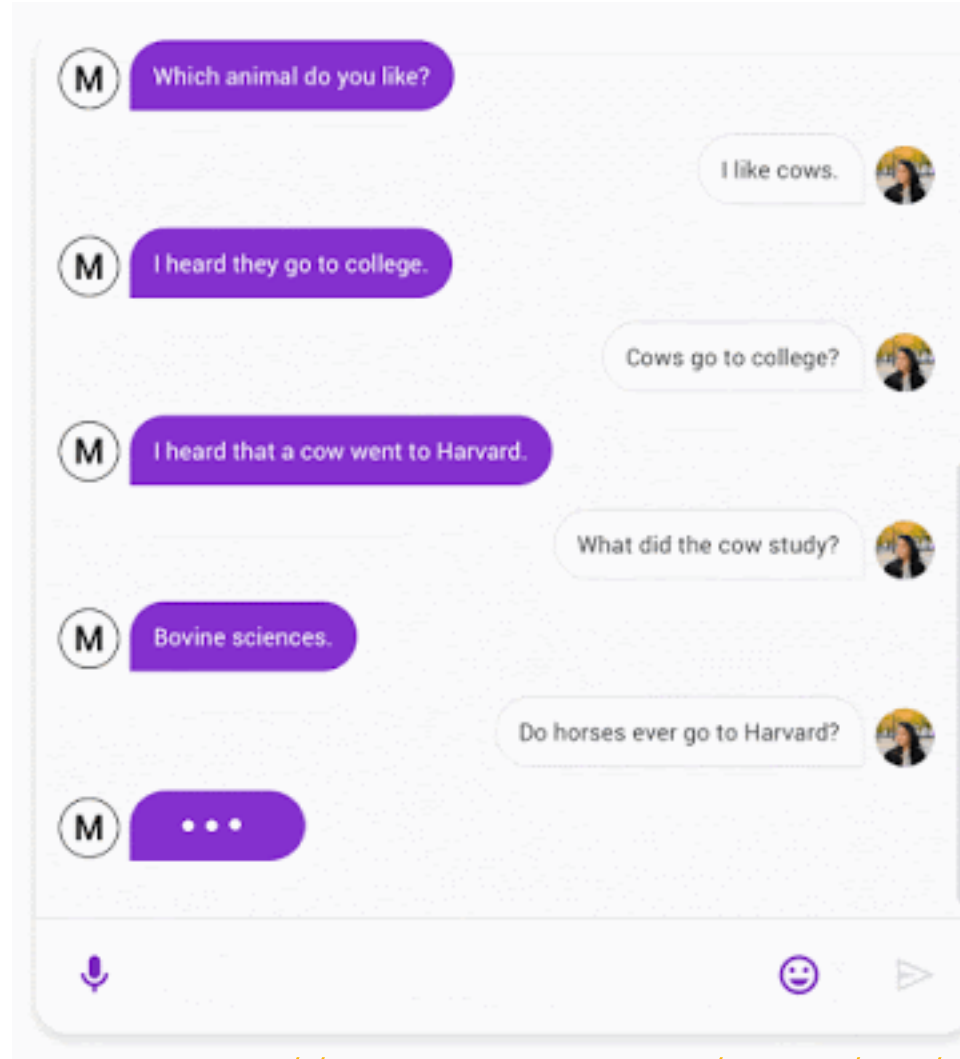 M Which animal do you like?
I like cows.
M I heard they go to college.
Cows go to college?
M I heard that a cow went to Harvard.
What did the cow study?
M Bovine sciences.
Do horses ever go to Harvard?
M •••